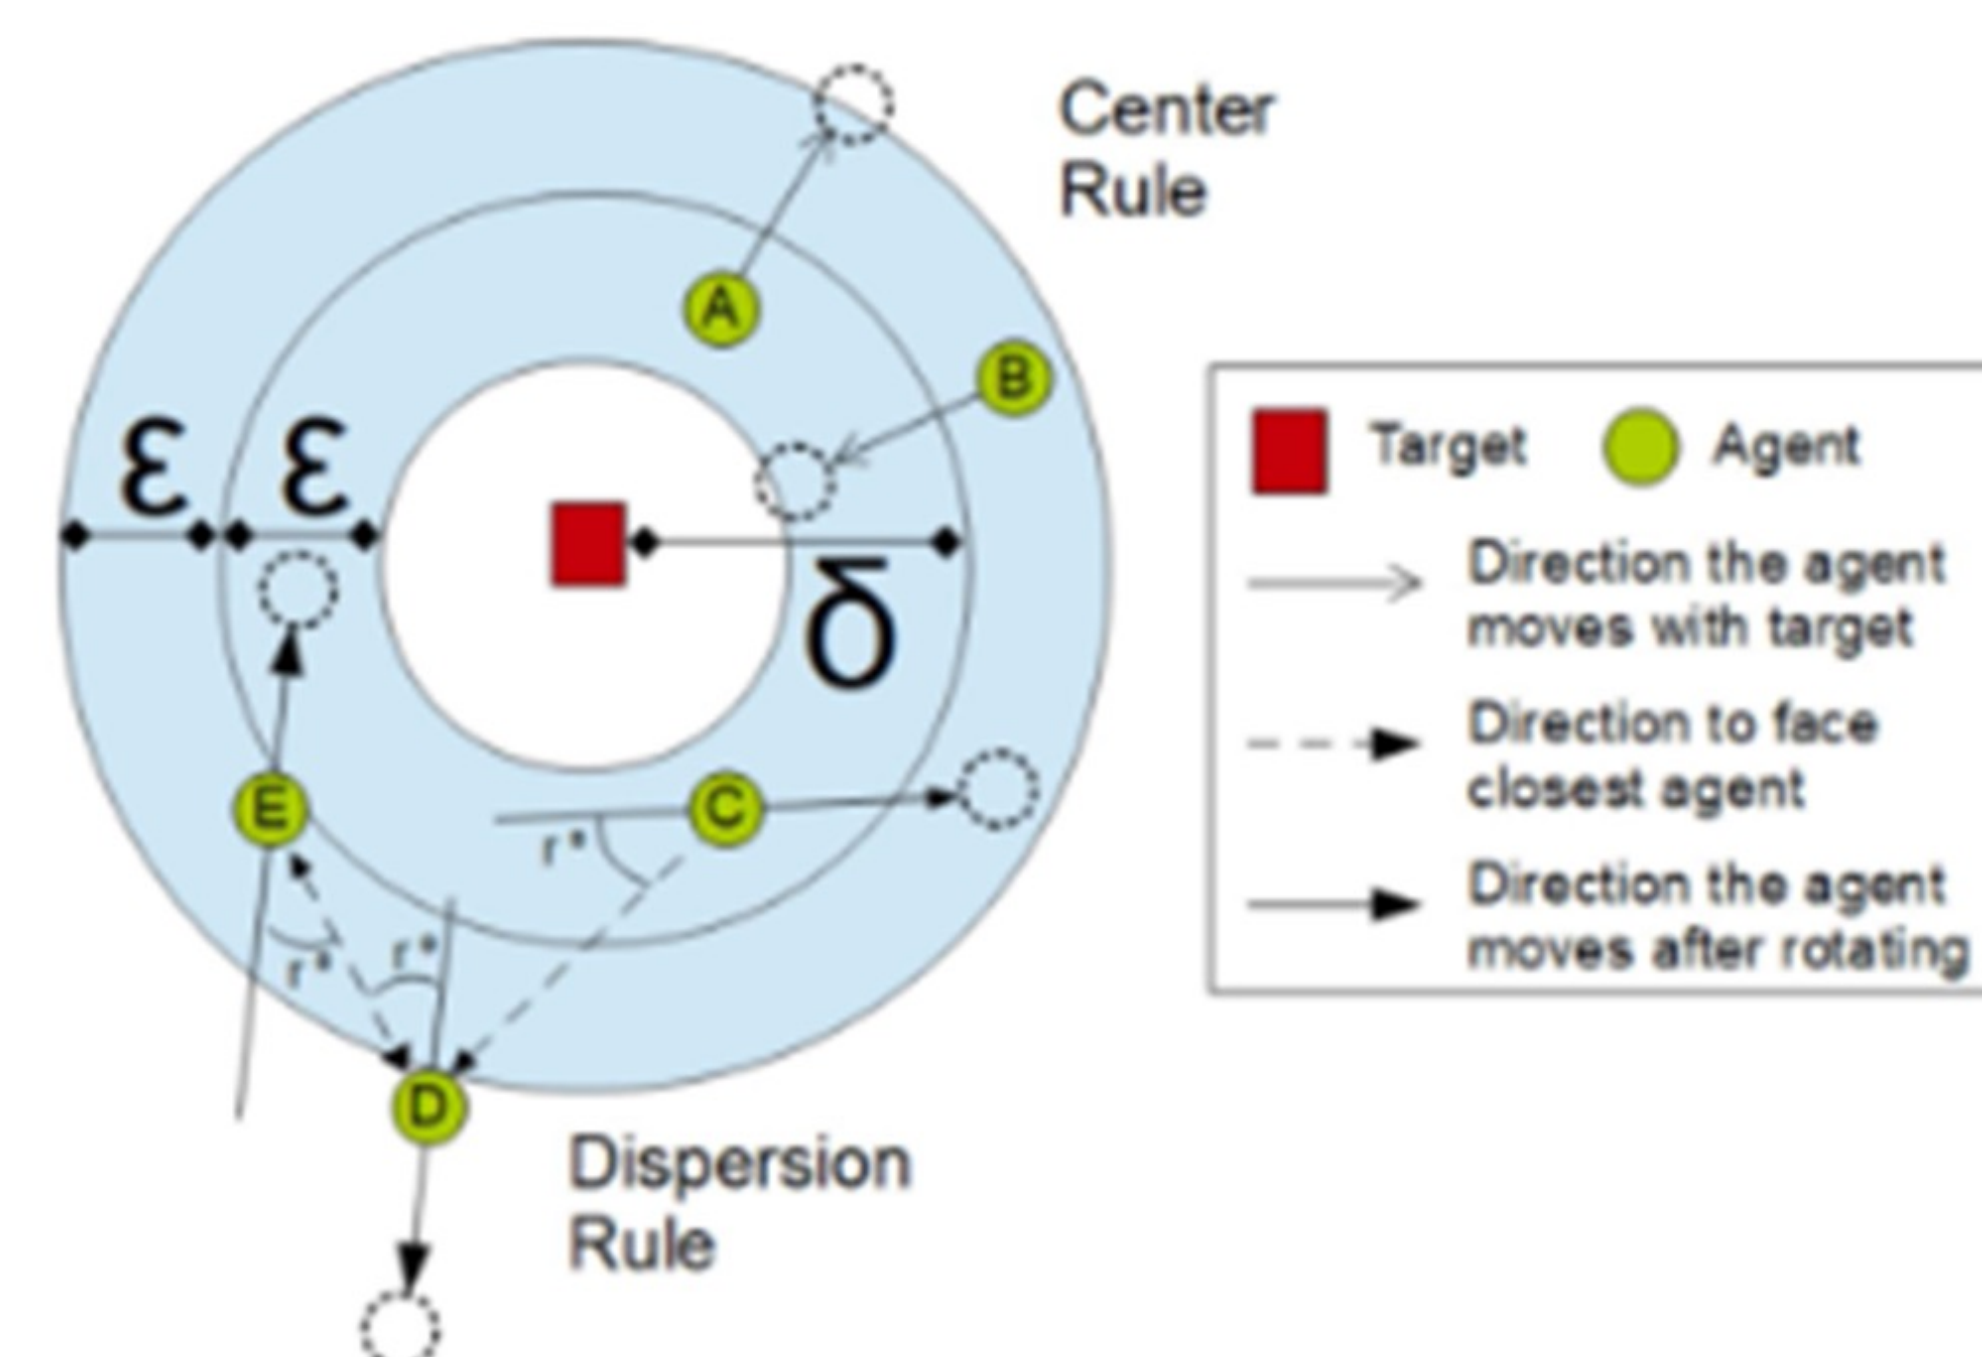 Center
Rule
A
B
ε ε
δ
E
C
r°
r° r°
D
Dispersion
Rule
Target Agent
Direction the agent
moves with target
Direction to face
closest agent
Direction the agent
moves after rotating